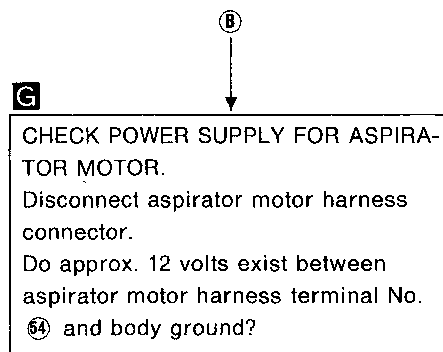 B
G
CHECK POWER SUPPLY FOR ASPIRA-
TOR MOTOR.
Disconnect aspirator motor harness
connector.
Do approx. 12 volts exist between
aspirator motor harness terminal No.
54 and body ground?